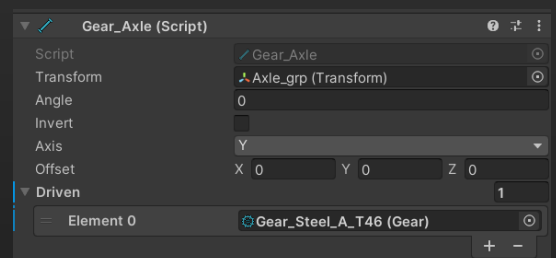 Gear_Axle (Script)
Script Gear_Axle
Transform Axle_grp (Transform)
Angle 0
Invert
Axis Y
Offset X 0 Y 0 Z 0
Driven 1
Element 0 Gear_Steel_A_T46 (Gear)
+ −